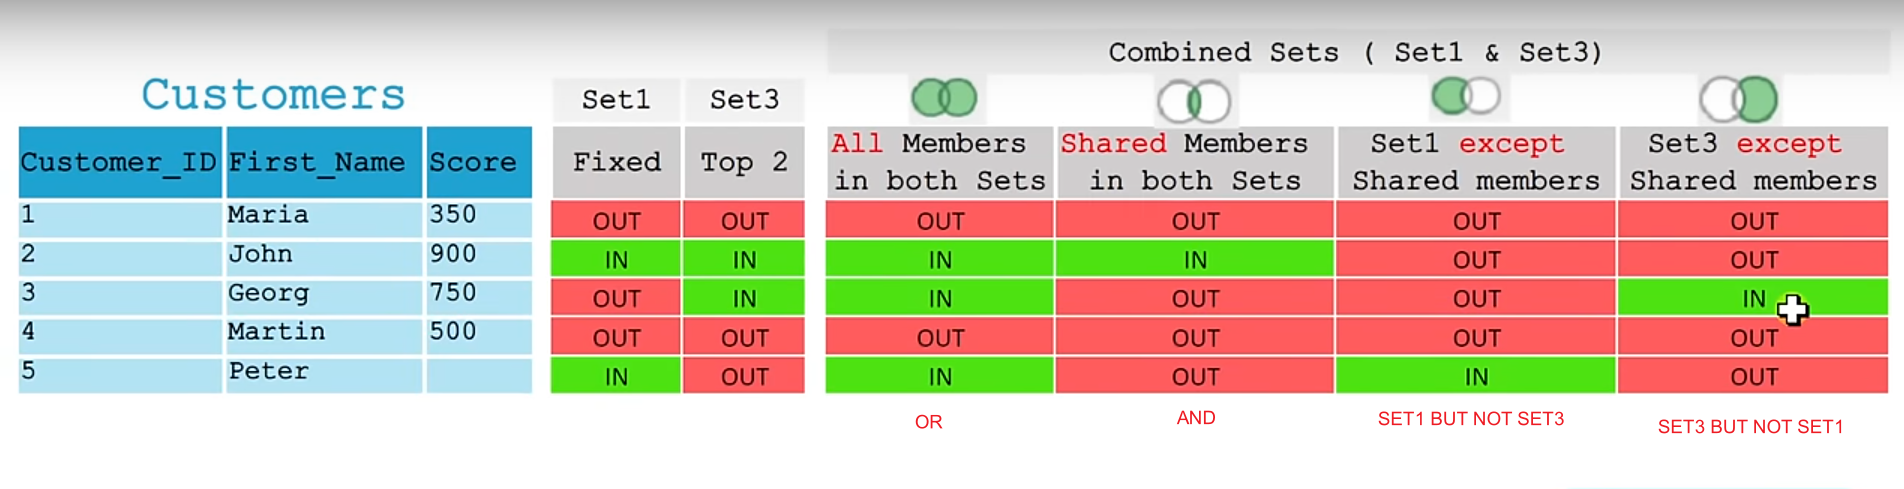 Combined Sets ( Set1 & Set3)
Customers
Set1 Set3
Customer_ID First_Name Score Fixed Top 2
All Members in both Sets
Shared Members in both Sets
Set1 except Shared members
Set3 except Shared members
1 Maria 350 OUT OUT OUT OUT OUT OUT
2 John 900 IN IN IN IN OUT OUT
3 Georg 750 OUT IN IN OUT OUT IN
4 Martin 500 OUT OUT OUT OUT OUT OUT
5 Peter IN OUT IN OUT IN OUT
OR AND SET1 BUT NOT SET3 SET3 BUT NOT SET1